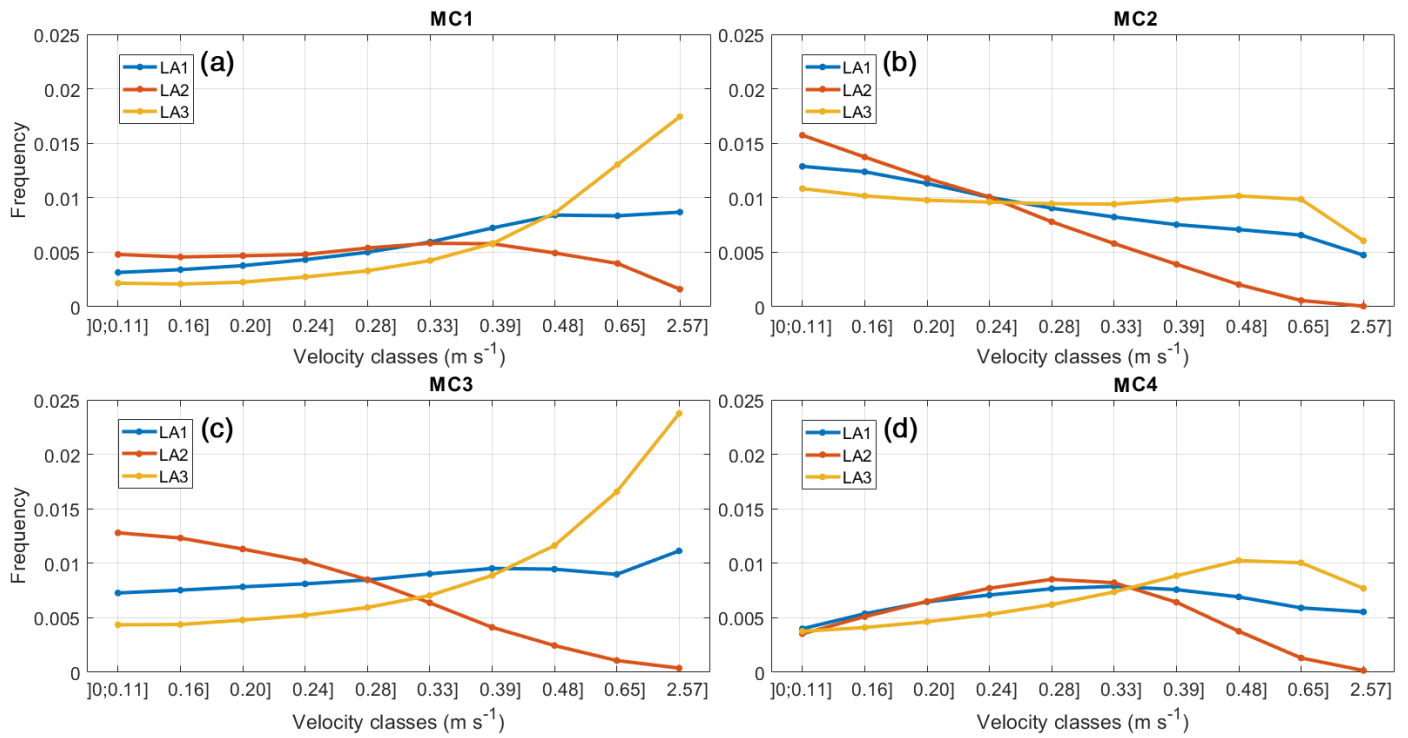 MC1
(a)
LA1
LA2
LA3
Frequency
0.025
0.02
0.015
0.01
0.005
0
]0;0.11] 0.16] 0.20] 0.24] 0.28] 0.33] 0.39] 0.48] 0.65] 2.57]
Velocity classes (m s-1)
MC2
(b)
LA1
LA2
LA3
0.025
0.02
0.015
0.01
0.005
0
]0;0.11] 0.16] 0.20] 0.24] 0.28] 0.33] 0.39] 0.48] 0.65] 2.57]
Velocity classes (m s-1)
MC3
(c)
LA1
LA2
LA3
Frequency
0.025
0.02
0.015
0.01
0.005
0
]0;0.11] 0.16] 0.20] 0.24] 0.28] 0.33] 0.39] 0.48] 0.65] 2.57]
Velocity classes (m s-1)
MC4
(d)
LA1
LA2
LA3
0.025
0.02
0.015
0.01
0.005
0
]0;0.11] 0.16] 0.20] 0.24] 0.28] 0.33] 0.39] 0.48] 0.65] 2.57]
Velocity classes (m s-1)